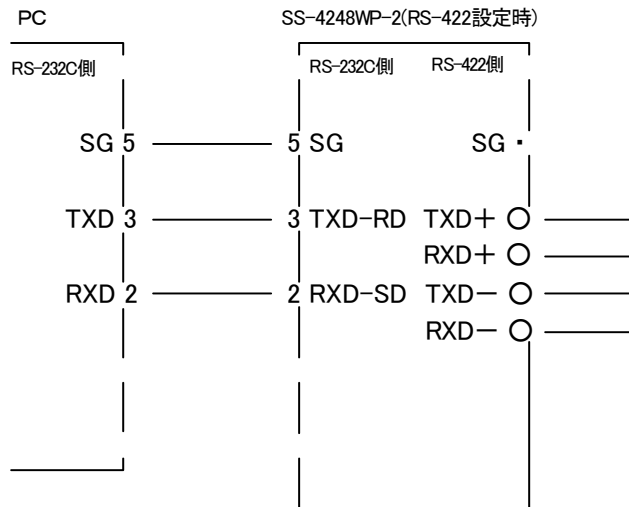 PC SS-4248WP-2(RS-422設定時)
RS-232C側 RS-232C側 RS-422側
SG 5 5 SG SG ・
TXD 3 3 TXD-RD TXD+
RXD+
RXD 2 2 RXD-SD TXD-
RXD-